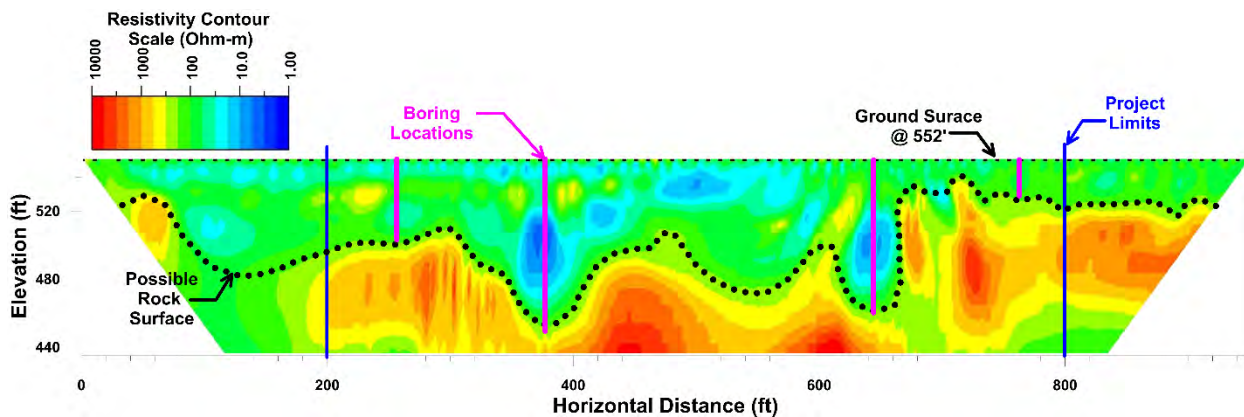 Resistivity Contour
Scale (Ohm-m)
10000
1000
100
10.0
1.00
Boring
Locations
Ground Surace
@ 552'
Project
Limits
Possible
Rock
Surface
Elevation (ft)
520
480
440
0
200
400
600
800
Horizontal Distance (ft)